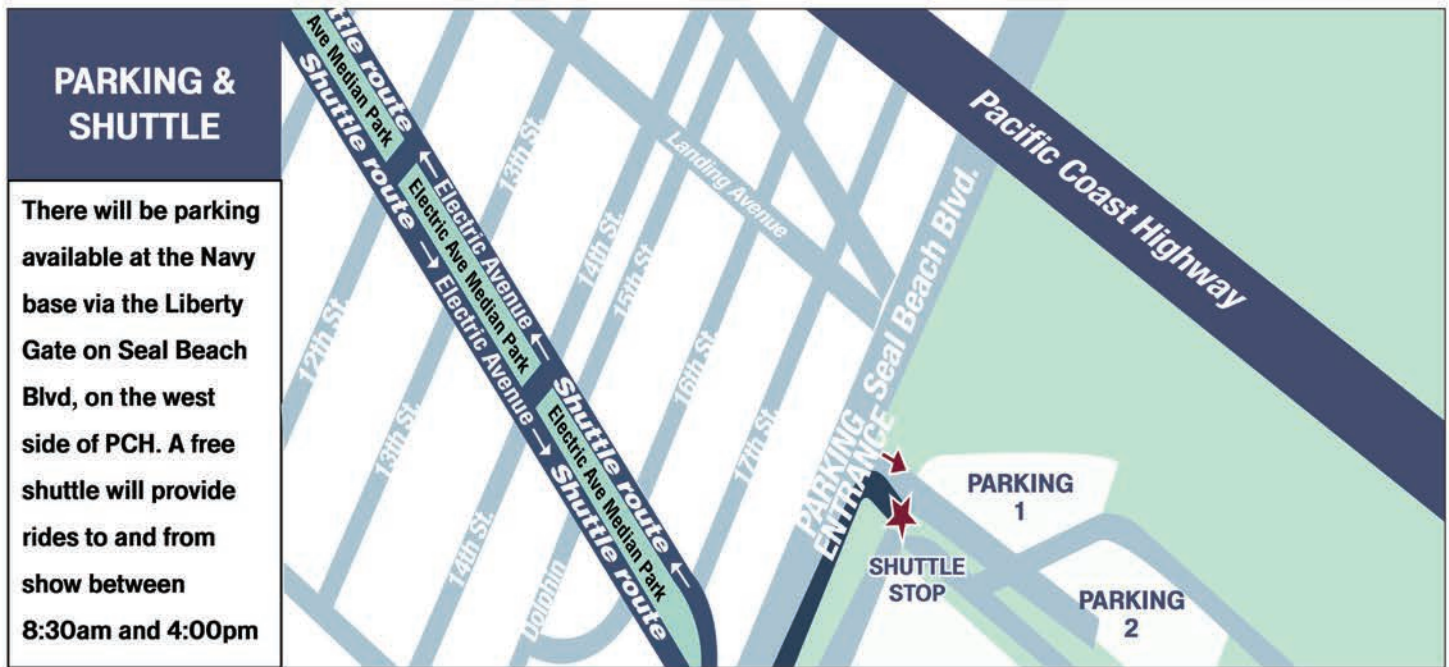 PARKING &
SHUTTLE
There will be parking
available at the Navy
base via the Liberty
Gate on Seal Beach
Blvd, on the west
side of PCH. A free
shuttle will provide
rides to and from
show between
8:30am and 4:00pm
ttle route
Ave Median Park
Shuttle route
Electric Avenue
Electric Ave Median Park
Electric Avenue
Shuttle route
Electric Ave Median Park
Shuttle route
12th St.
13th St.
13th St.
14th St.
14th St.
15th St
16th St.
17th St.
Dolphin
Landing Avenue
Seal Beach Blvd.
Pacific Coast Highway
PARKING
ENTRANCE
PARKING
1
SHUTTLE
STOP
PARKING
2